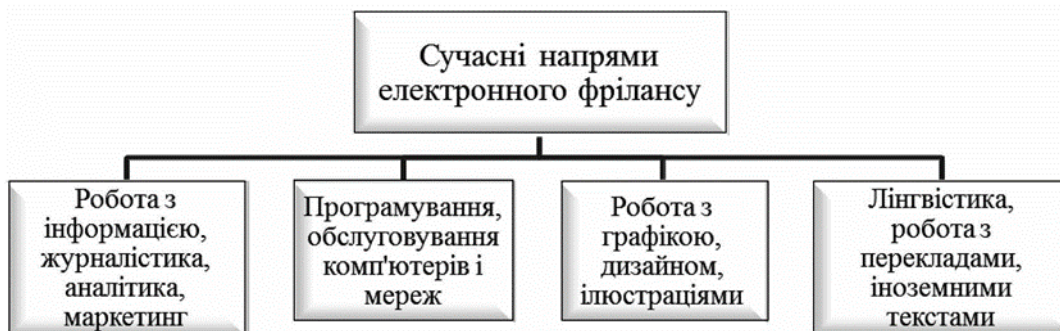 Сучасні напрями
електронного фрілансу
Робота з
інформацією,
журналістика,
аналітика,
маркетинг
Програмування,
обслуговування
комп'ютерів і
мереж
Робота з
графікою,
дизайном,
ілюстраціями
Лінгвістика,
робота з
перекладами,
іноземними
текстами